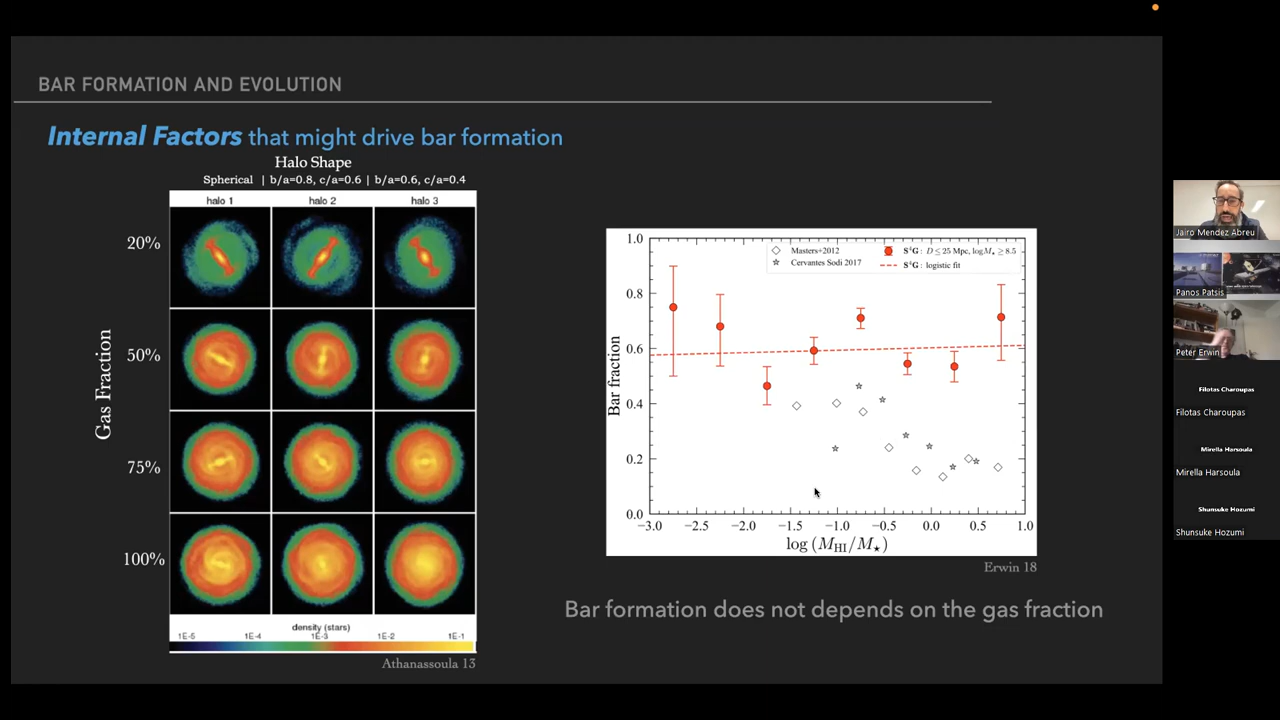 BAR FORMATION AND EVOLUTION
Internal Factors that might drive bar formation
Halo Shape
Spherical | b/a=0.8, c/a=0.6 | b/a=0.6, c/a=0.4
halo 1 halo 2 halo 3
Gas Fraction
20%
50%
75%
100%
density (stars)
1E-5 1E-4 1E-3 1E-2 1E-1
Athanassoula 13
Masters+2012
Cervantes Sodi 2017
S⁴G: D ≤ 25 Mpc, logM⋆ ≥ 8.5
S⁴G: logistic fit
Bar fraction
1.0
0.8
0.6
0.4
0.2
0.0
−3.0 −2.5 −2.0 −1.5 −1.0 −0.5 0.0 0.5 1.0
log (M_HI/M⋆)
Erwin 18
Bar formation does not depends on the gas fraction
Jairo Mendez Abreu
Panos Patsis
Peter Erwin
Filotas Charoupas
Filotas Charoupas
Mirella Harsoula
Mirella Harsoula
Shunsuke Hozumi
Shunsuke Hozumi